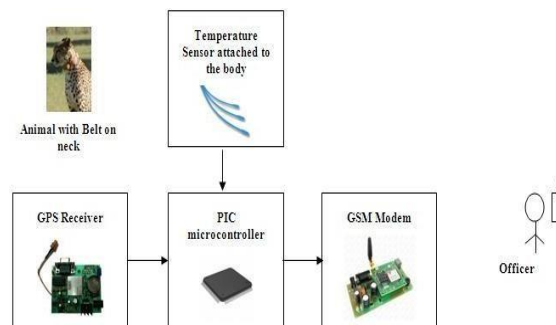 Temperature
Sensor attached to
the body
Animal with Belt on
neck
GPS Receiver
PIC
microcontroller
GSM Modem
Officer